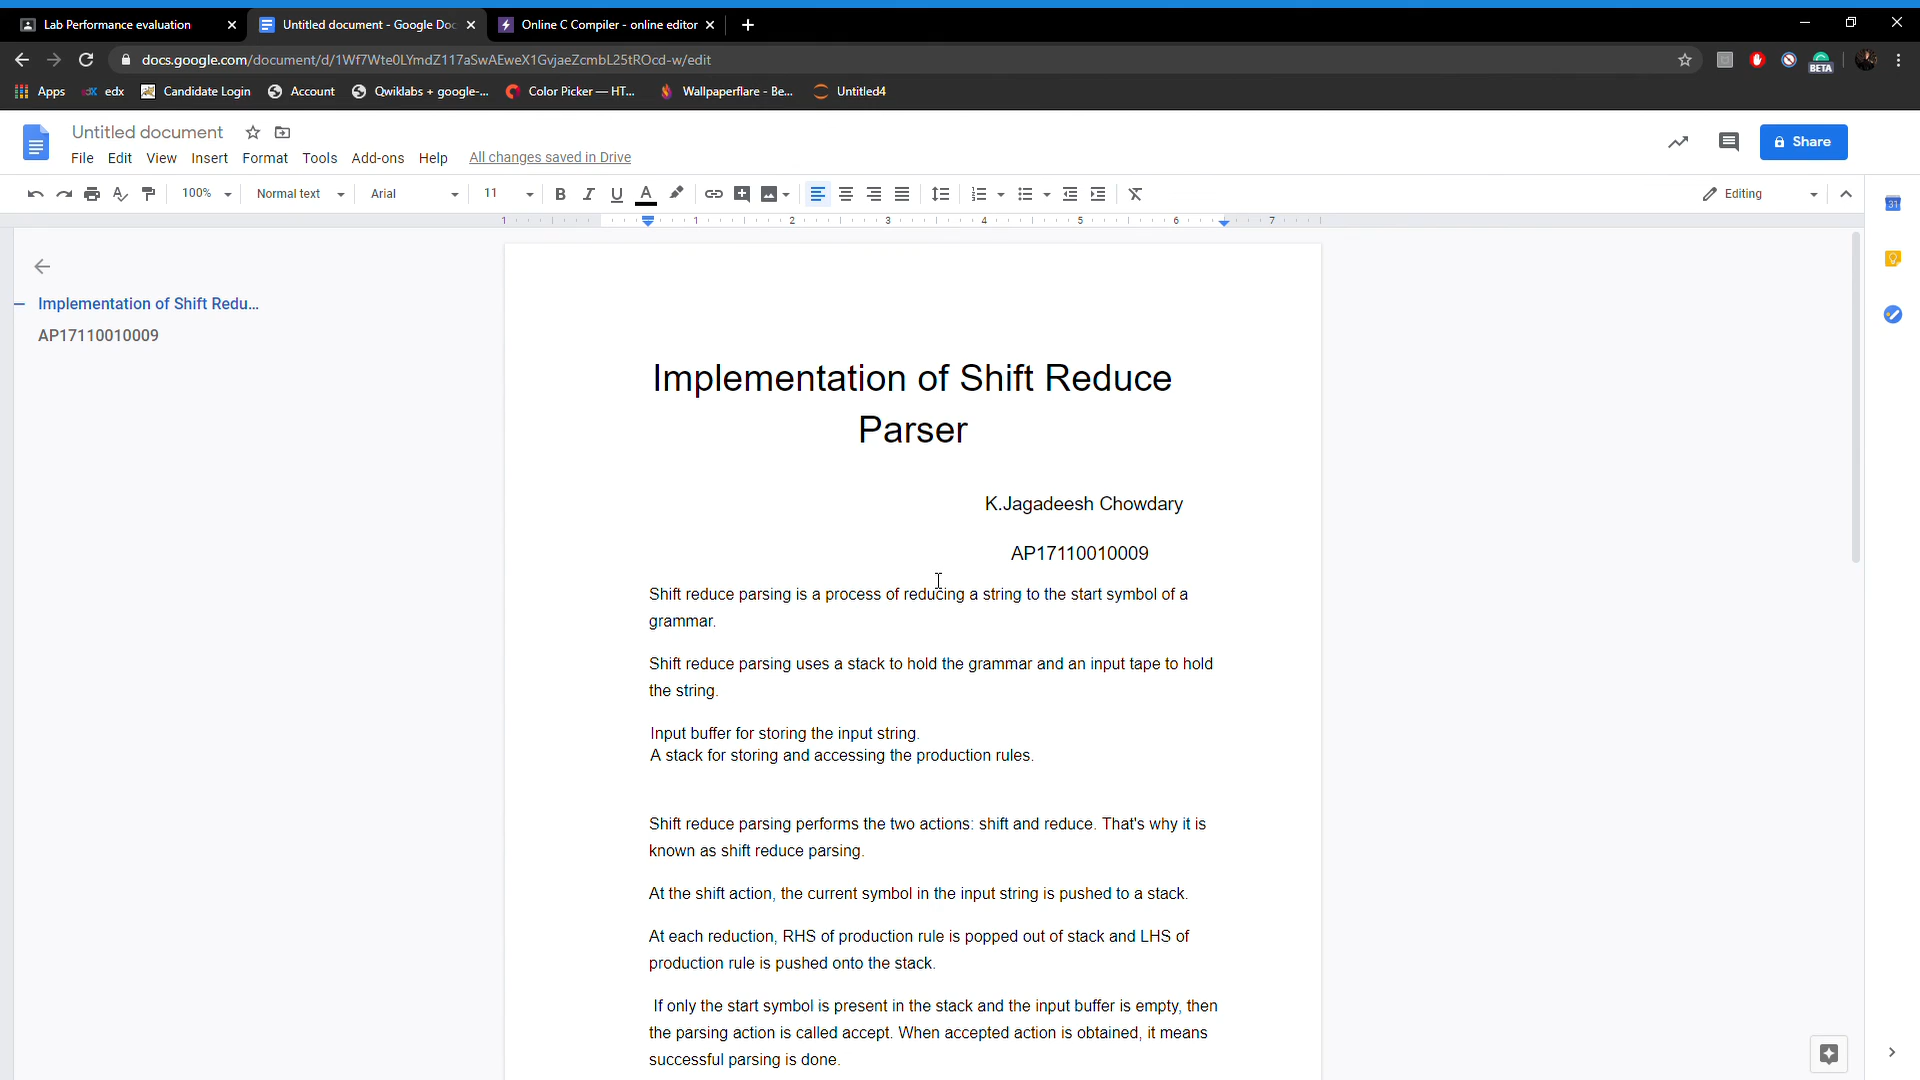 Lab Performance evaluation
Untitled document - Google Doc
Online C Compiler - online editor
docs.google.com/document/d/1Wf7Wte0LYmdZ117aSwAEweX1GvjaeZcmbL25tROcd-w/edit
BETA
Apps
edx
Candidate Login
Account
Qwiklabs + google-...
Color Picker — HT...
Wallpaperflare - Be...
Untitled4
Untitled document
File Edit View Insert Format Tools Add-ons Help
All changes saved in Drive
Share
100% Normal text Arial 11
Editing
1 1 2 3 4 5 6 7
31
Implementation of Shift Redu...
AP17110010009
Implementation of Shift Reduce
Parser
K.Jagadeesh Chowdary
AP17110010009
Shift reduce parsing is a process of reducing a string to the start symbol of a
grammar.
Shift reduce parsing uses a stack to hold the grammar and an input tape to hold
the string.
Input buffer for storing the input string.
A stack for storing and accessing the production rules.
Shift reduce parsing performs the two actions: shift and reduce. That's why it is
known as shift reduce parsing.
At the shift action, the current symbol in the input string is pushed to a stack.
At each reduction, RHS of production rule is popped out of stack and LHS of
production rule is pushed onto the stack.
If only the start symbol is present in the stack and the input buffer is empty, then
the parsing action is called accept. When accepted action is obtained, it means
successful parsing is done.